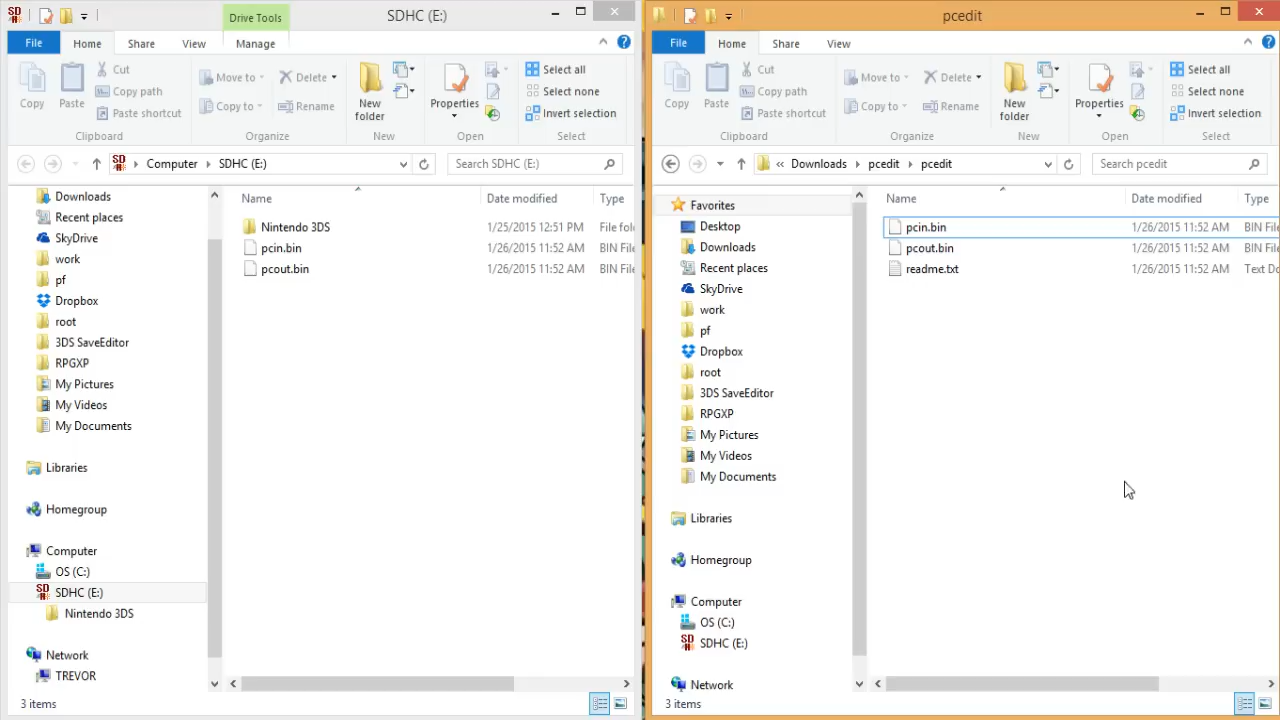 Drive Tools
SDHC (E:)
File
Home
Share
View
Manage
Copy
Paste
Cut
Copy path
Paste shortcut
Clipboard
Move to
Copy to
Delete
Rename
Organize
New
folder
New
Properties
Open
Select all
Select none
Invert selection
Select
Computer
SDHC (E:)
Search SDHC (E:)
Downloads
Recent places
SkyDrive
work
pf
Dropbox
root
3DS SaveEditor
RPGXP
My Pictures
My Videos
My Documents
Libraries
Homegroup
Computer
OS (C:)
SDHC (E:)
Nintendo 3DS
Network
TREVOR
Name Date modified Type
Nintendo 3DS 1/25/2015 12:51 PM File fol
pcin.bin 1/26/2015 11:52 AM BIN File
pcout.bin 1/26/2015 11:52 AM BIN File
3 items
pcedit
File
Home
Share
View
Copy
Paste
Cut
Copy path
Paste shortcut
Clipboard
Move to
Copy to
Delete
Rename
Organize
New
folder
New
Properties
Open
Select all
Select none
Invert selection
Select
« Downloads pcedit pcedit
Search pcedit
Favorites
Desktop
Downloads
Recent places
SkyDrive
work
pf
Dropbox
root
3DS SaveEditor
RPGXP
My Pictures
My Videos
My Documents
Libraries
Homegroup
Computer
OS (C:)
SDHC (E:)
Network
Name Date modified Type
pcin.bin 1/26/2015 11:52 AM BIN File
pcout.bin 1/26/2015 11:52 AM BIN File
readme.txt 1/26/2015 11:52 AM Text Do
3 items